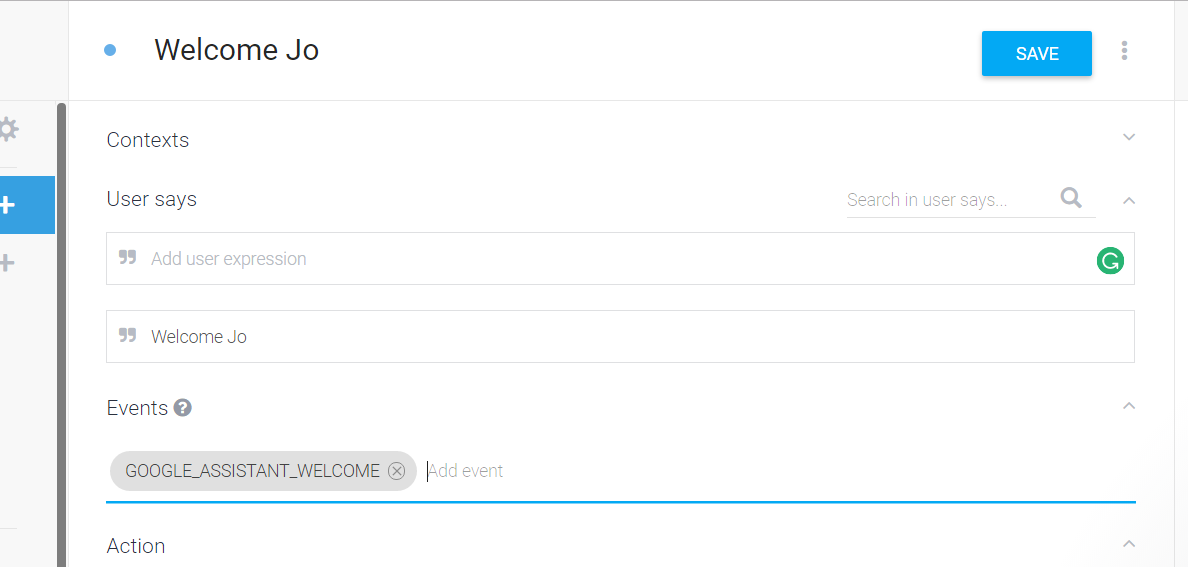 Welcome Jo
SAVE
Contexts
User says
Search in user says...
Add user expression
Welcome Jo
Events
GOOGLE_ASSISTANT_WELCOME
Add event
Action